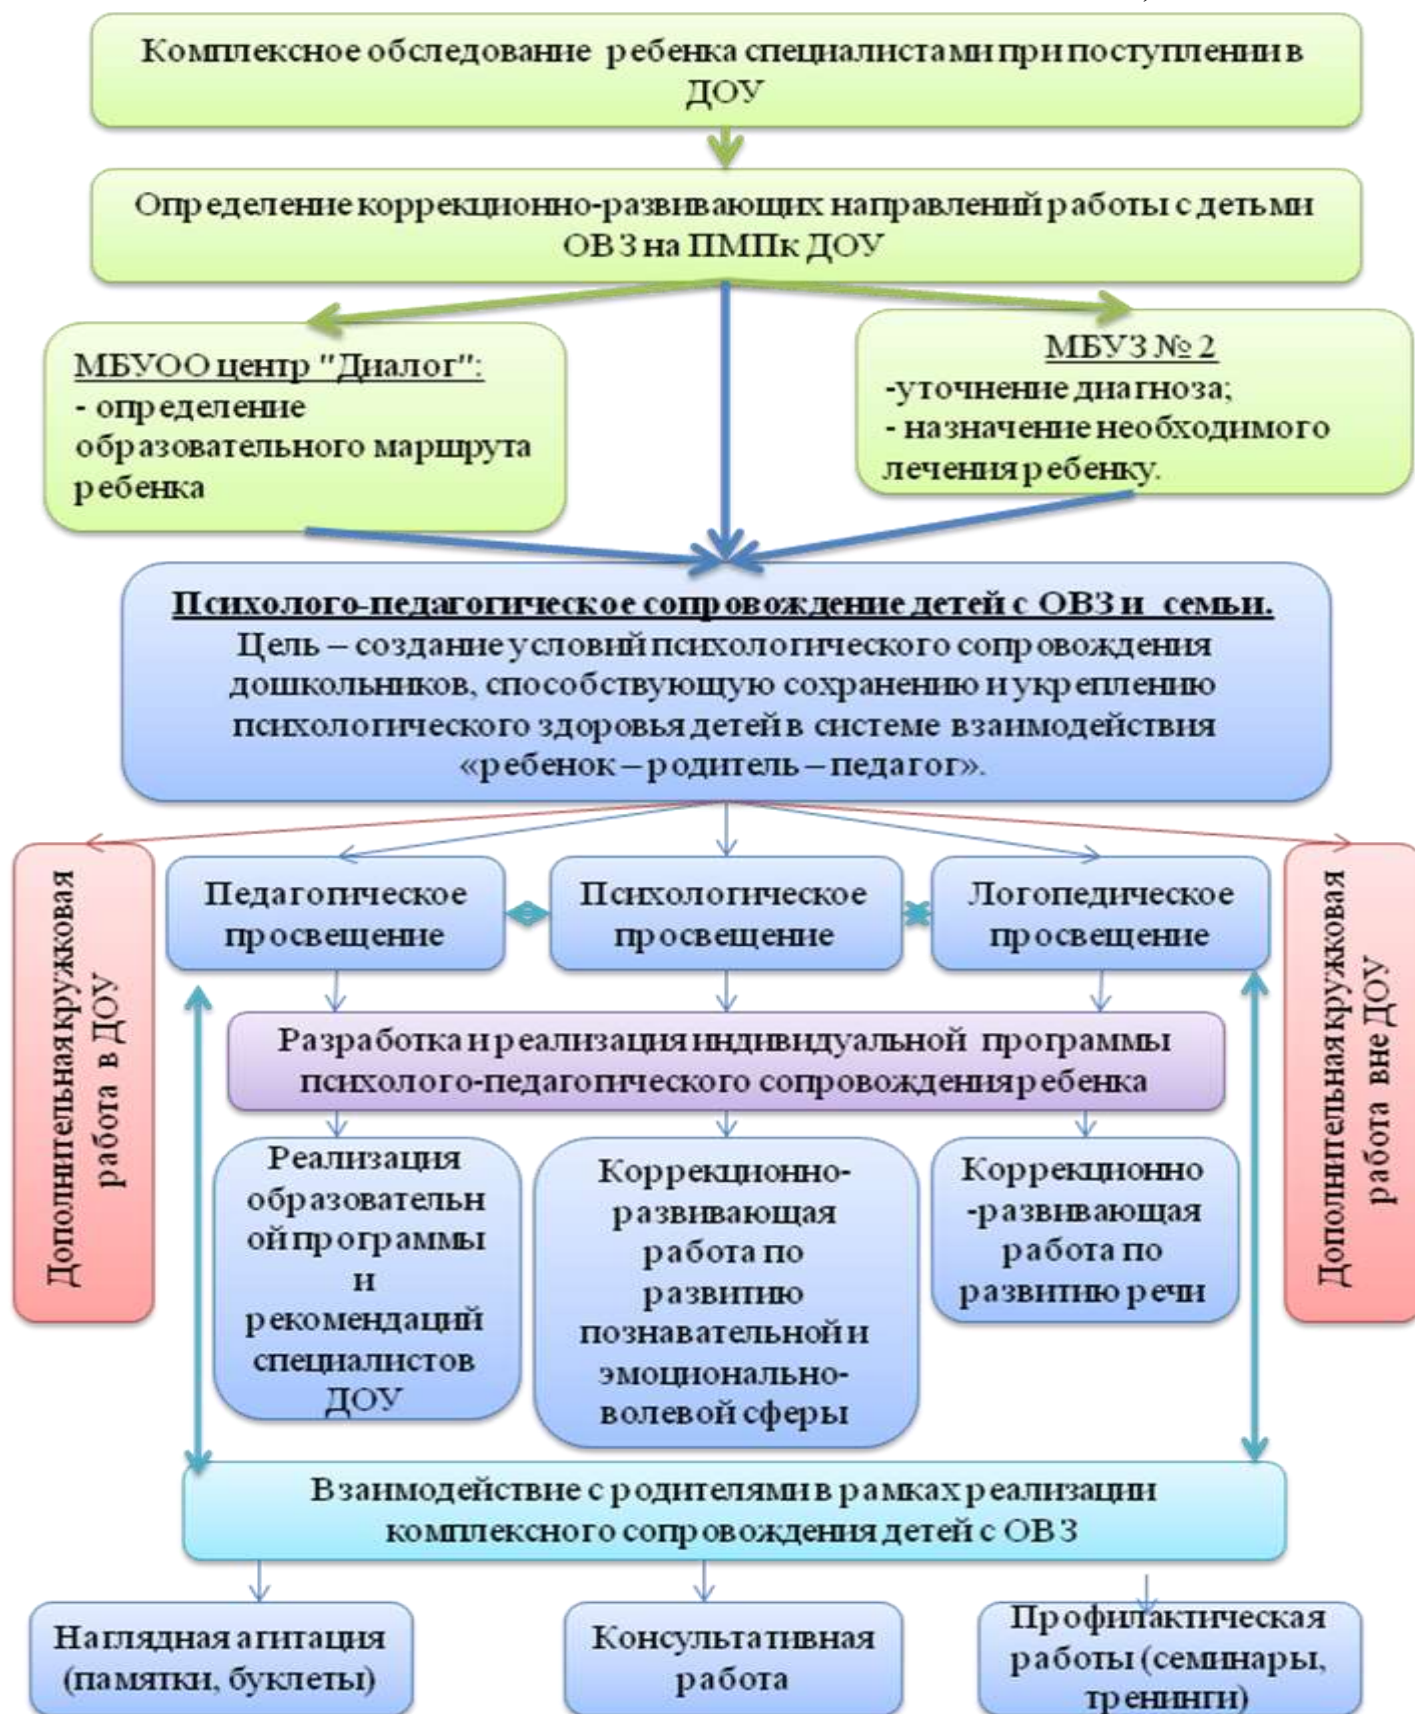 Комплексное обследование ребенка специалистами при поступлении в
ДОУ
Определение коррекционно-развивающих направлений работы с детьми
ОВЗ на ПМПк ДОУ
МБУОО центр "Диалог":
- определение
образовательного маршрута
ребенка
МБУЗ № 2
-уточнение диагноза;
- назначение необходимого
лечения ребенку.
Психолого-педагогическое сопровождение детей с ОВЗ и семьи.
Цель – создание условий психологического сопровождения
дошкольников, способствующую сохранению и укреплению
психологического здоровья детей в системе взаимодействия
«ребенок – родитель – педагог».
Дополнительная кружковая
работа в ДОУ
Педагогическое
просвещение
Психологическое
просвещение
Логопедическое
просвещение
Дополнительная кружковая
работа вне ДОУ
Разработка и реализация индивидуальной программы
психолого-педагогического сопровождения ребенка
Реализация
образовательн
ой программы
и
рекомендаций
специалистов
ДОУ
Коррекционно-
развивающая
работа по
развитию
познавательной и
эмоционально-
волевой сферы
Коррекционно
-развивающая
работа по
развитию речи
Взаимодействие с родителями в рамках реализации
комплексного сопровождения детей с ОВЗ
Наглядная агитация
(памятки, буклеты)
Консультативная
работа
Профилактическая
работы (семинары,
тренинги)